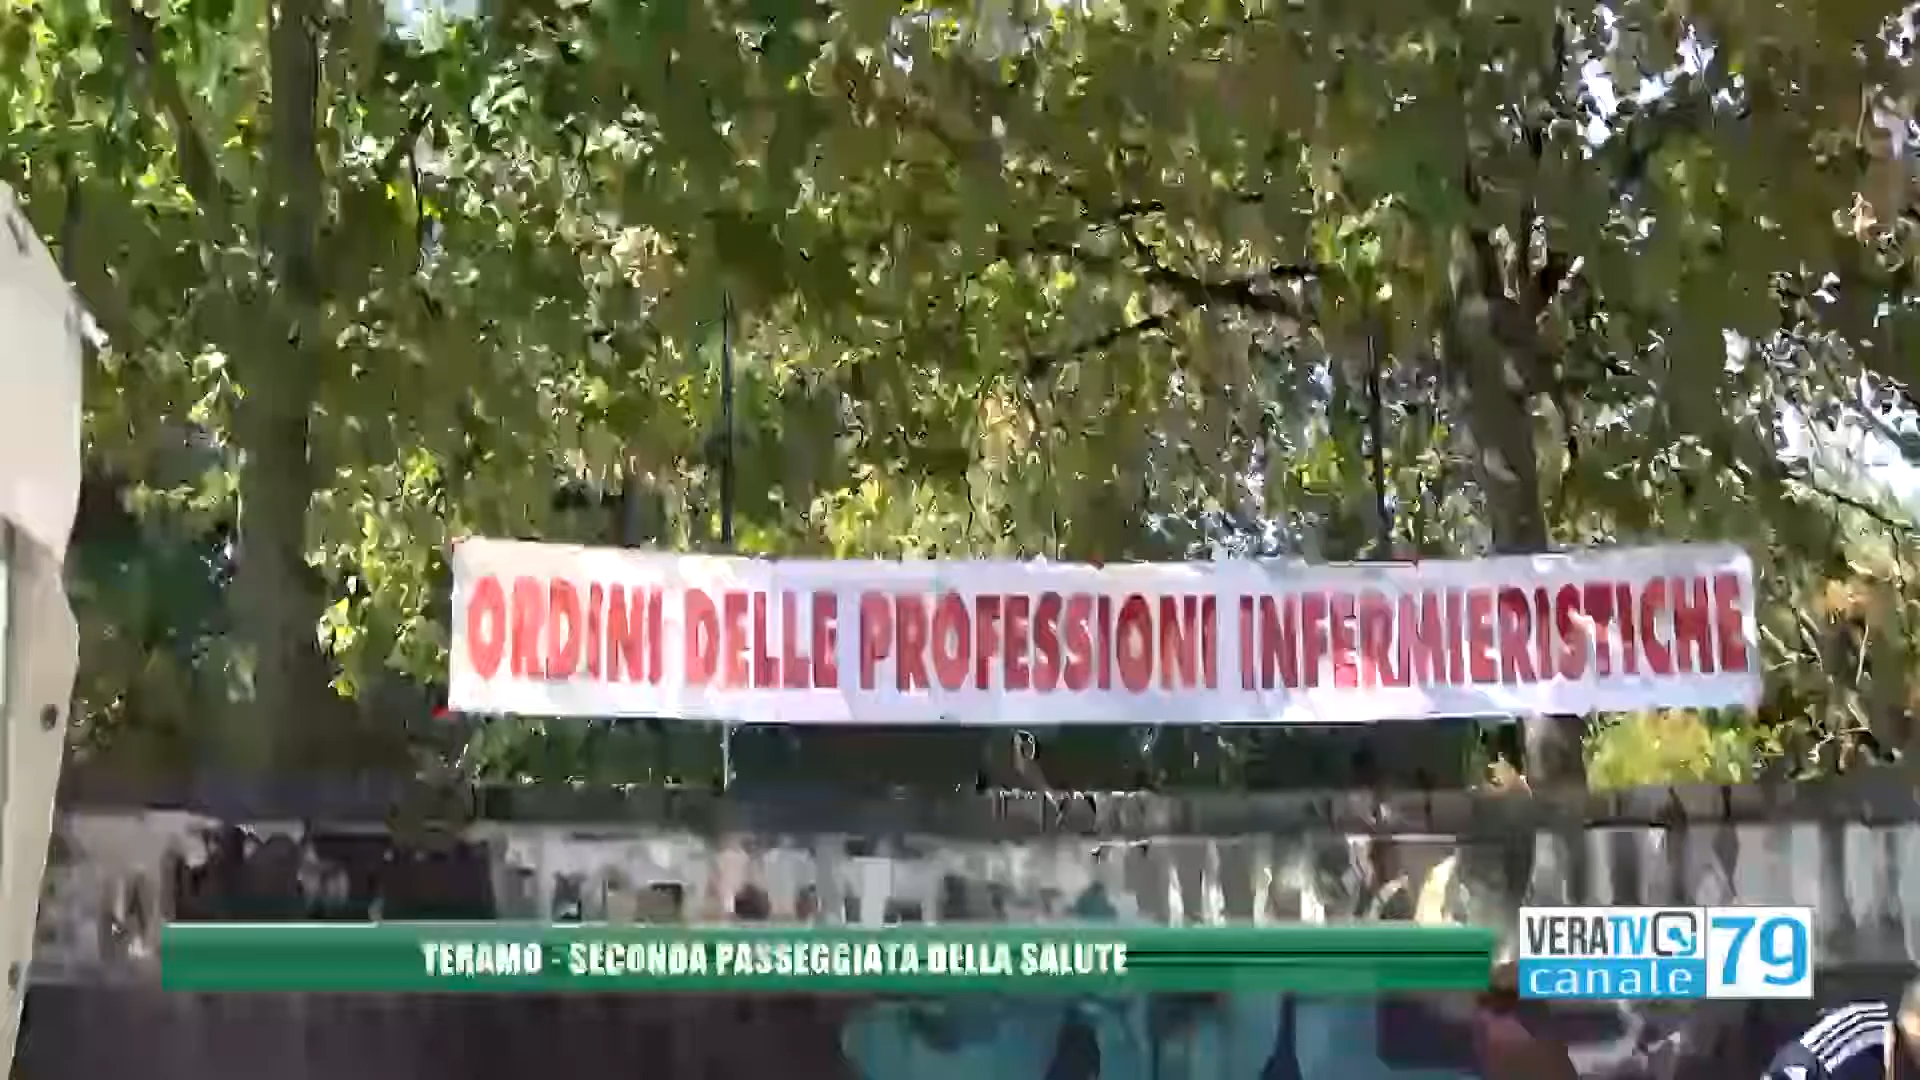 ORDINI DELLE PROFESSIONI INFERMIERISTICHE
TERAMO - SECONDA PASSEGGIATA DELLA SALUTE
VERATV
canale
79